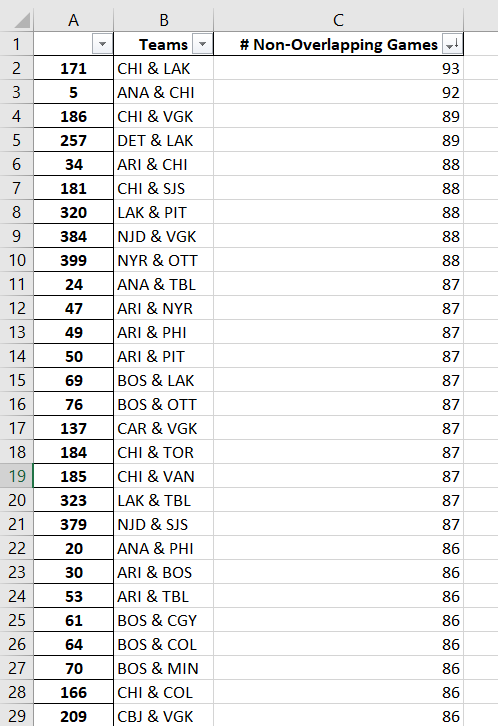 A B C
1 Teams # Non-Overlapping Games
2 171 CHI & LAK 93
3 5 ANA & CHI 92
4 186 CHI & VGK 89
5 257 DET & LAK 89
6 34 ARI & CHI 88
7 181 CHI & SJS 88
8 320 LAK & PIT 88
9 384 NJD & VGK 88
10 399 NYR & OTT 88
11 24 ANA & TBL 87
12 47 ARI & NYR 87
13 49 ARI & PHI 87
14 50 ARI & PIT 87
15 69 BOS & LAK 87
16 76 BOS & OTT 87
17 137 CAR & VGK 87
18 184 CHI & TOR 87
19 185 CHI & VAN 87
20 323 LAK & TBL 87
21 379 NJD & SJS 87
22 20 ANA & PHI 86
23 30 ARI & BOS 86
24 53 ARI & TBL 86
25 61 BOS & CGY 86
26 64 BOS & COL 86
27 70 BOS & MIN 86
28 166 CHI & COL 86
29 209 CBJ & VGK 86